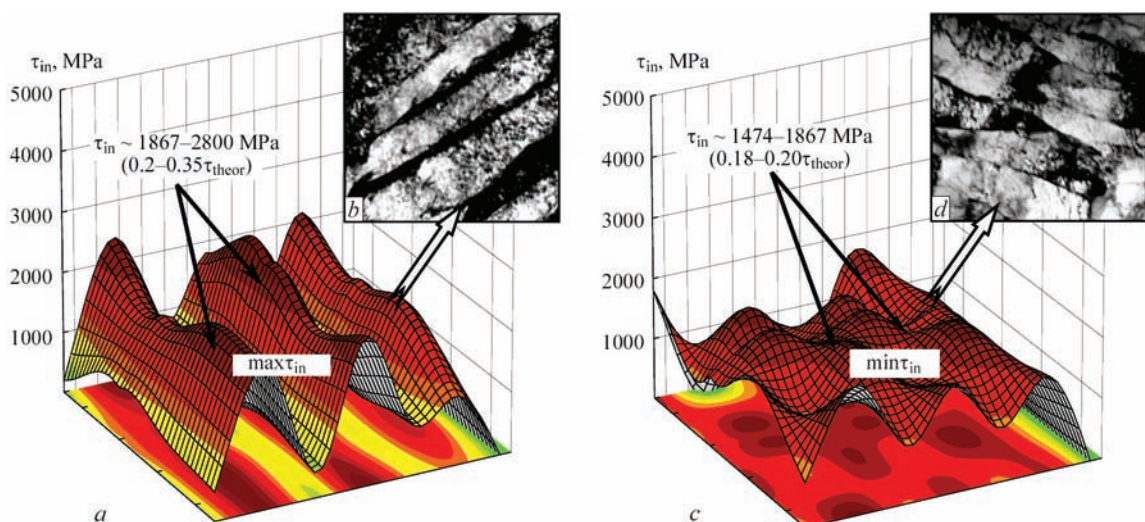 τin, MPa
5000
4000
3000
2000
1000
τin ~ 1867–2800 MPa
(0.2–0.35τtheor)
b
maxτin
a
τin, MPa
5000
4000
3000
2000
1000
τin ~ 1474–1867 MPa
(0.18–0.20τtheor)
d
minτin
c